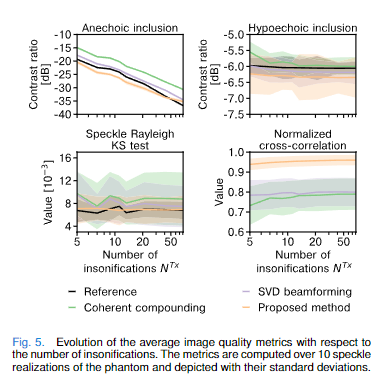 Anechoic inclusion
Hypoechoic inclusion
Contrast ratio
[dB]
-10
-15
-20
-25
-30
-35
-40
Contrast ratio
[dB]
-5.0
-5.5
-6.0
-6.5
-7.0
-7.5
Speckle Rayleigh
KS test
Normalized
cross-correlation
Value [10⁻³]
16
12
8
4
Value
1.0
0.9
0.8
0.7
0.6
5 10 20 50
5 10 20 50
Number of
insonifications Nᵀˣ
Number of
insonifications Nᵀˣ
Reference
SVD beamforming
Coherent compounding
Proposed method
Fig. 5. Evolution of the average image quality metrics with respect to
the number of insonifications. The metrics are computed over 10 speckle
realizations of the phantom and depicted with their standard deviations.